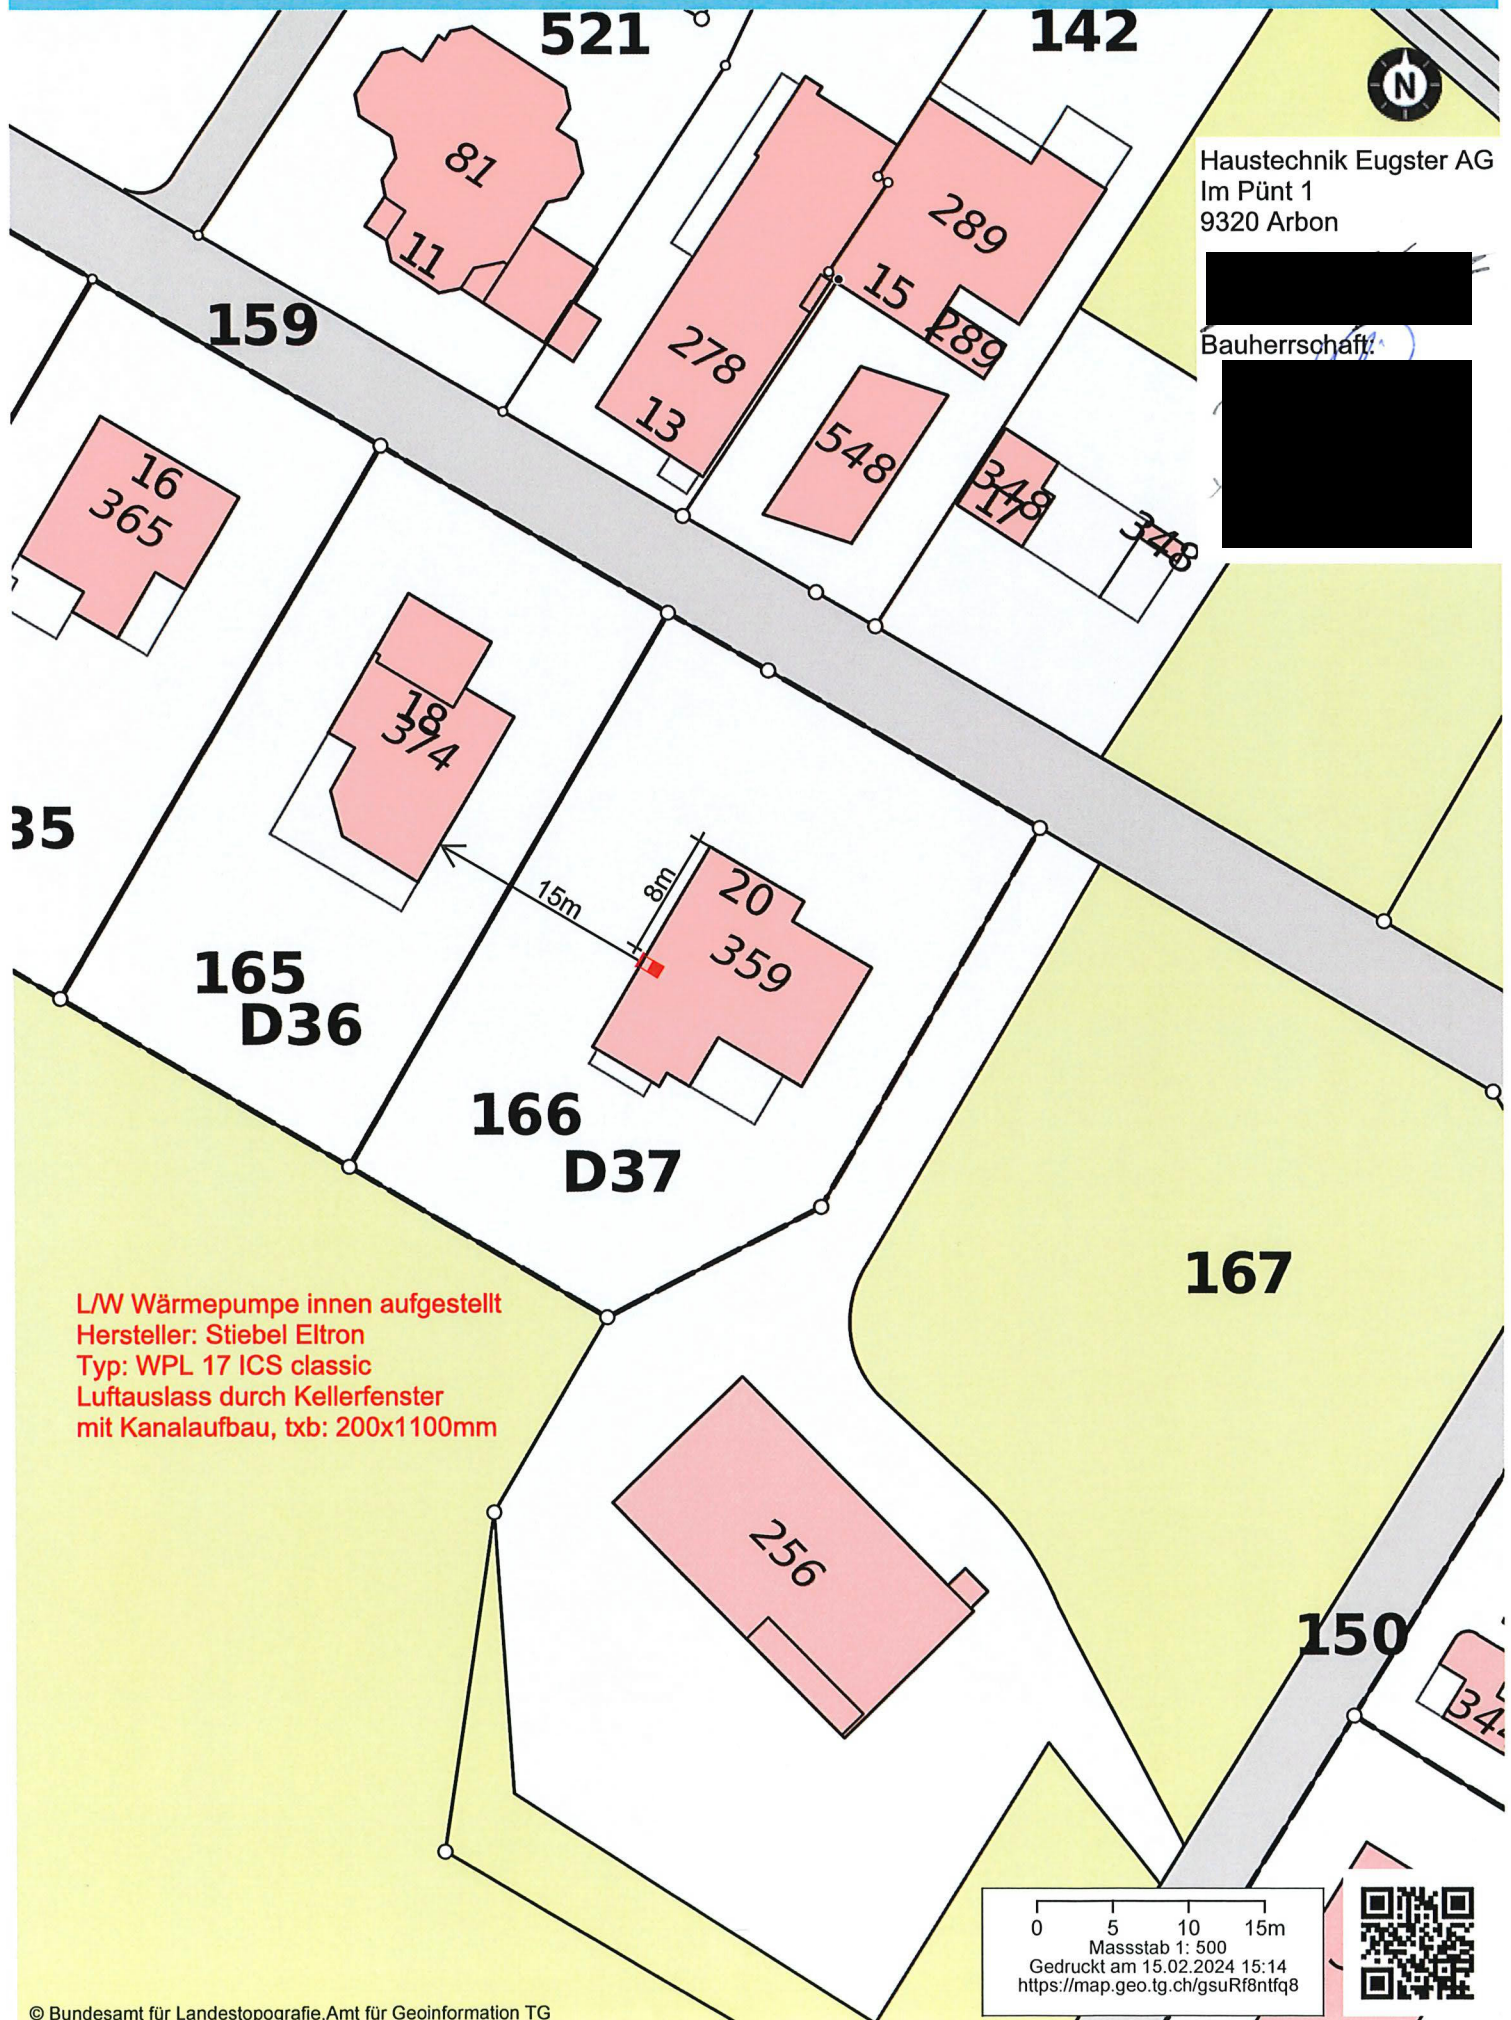 521
142
N
Haustechnik Eugster AG
Im Pünt 1
9320 Arbon
Bauherrschaft:
81
11
289
15
289
159
278
13
548
348
17
348
16
365
18
374
35
15m
8m
20
359
165
D36
166
D37
167
L/W Wärmepumpe innen aufgestellt
Hersteller: Stiebel Eltron
Typ: WPL 17 ICS classic
Luftauslass durch Kellerfenster
mit Kanalaufbau, txb: 200x1100mm
256
150
0 5 10 15m
Massstab 1: 500
Gedruckt am 15.02.2024 15:14
https://map.geo.tg.ch/gsuRf8ntfq8
© Bundesamt für Landestopografie,Amt für Geoinformation TG